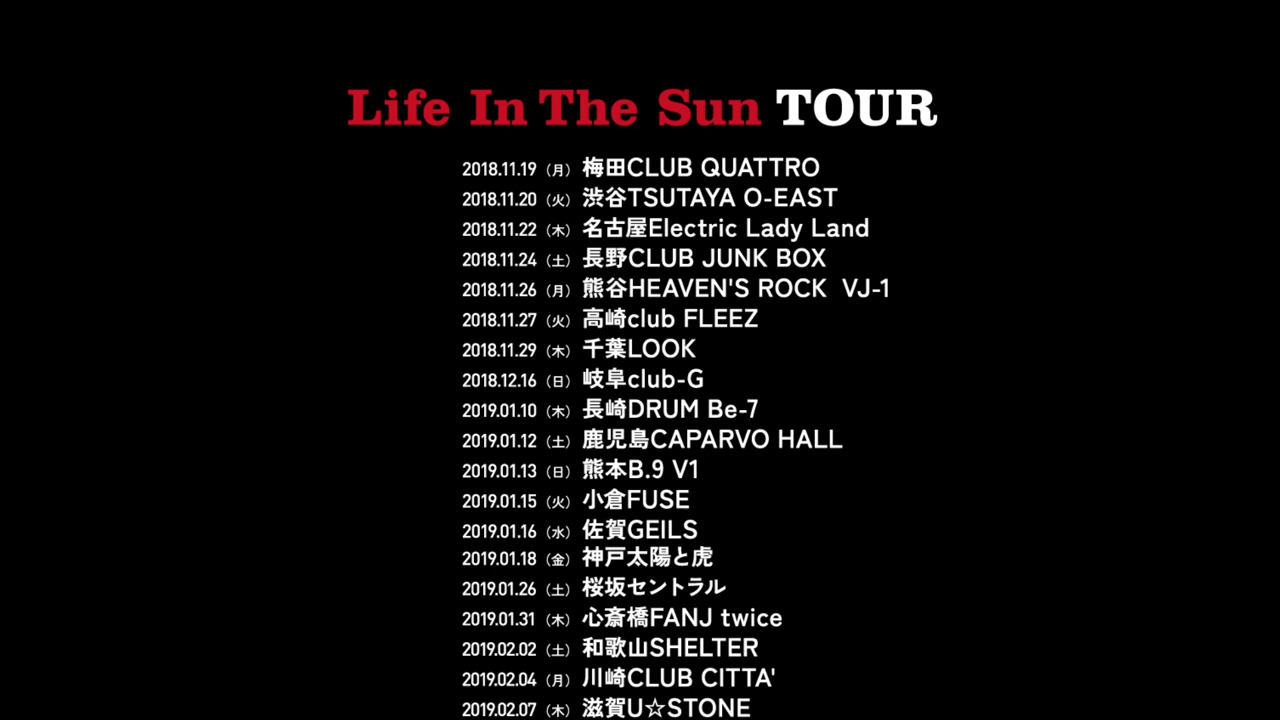 Life In The Sun TOUR
2018.11.19（月）梅田CLUB QUATTRO
2018.11.20（火）渋谷TSUTAYA O-EAST
2018.11.22（木）名古屋Electric Lady Land
2018.11.24（土）長野CLUB JUNK BOX
2018.11.26（月）熊谷HEAVEN'S ROCK VJ-1
2018.11.27（火）高崎club FLEEZ
2018.11.29（木）千葉LOOK
2018.12.16（日）岐阜club-G
2019.01.10（木）長崎DRUM Be-7
2019.01.12（土）鹿児島CAPARVO HALL
2019.01.13（日）熊本B.9 V1
2019.01.15（火）小倉FUSE
2019.01.16（水）佐賀GEILS
2019.01.18（金）神戸太陽と虎
2019.01.26（土）桜坂セントラル
2019.01.31（木）心斎橋FANJ twice
2019.02.02（土）和歌山SHELTER
2019.02.04（月）川崎CLUB CITTA'
2019.02.07（木）滋賀U☆STONE